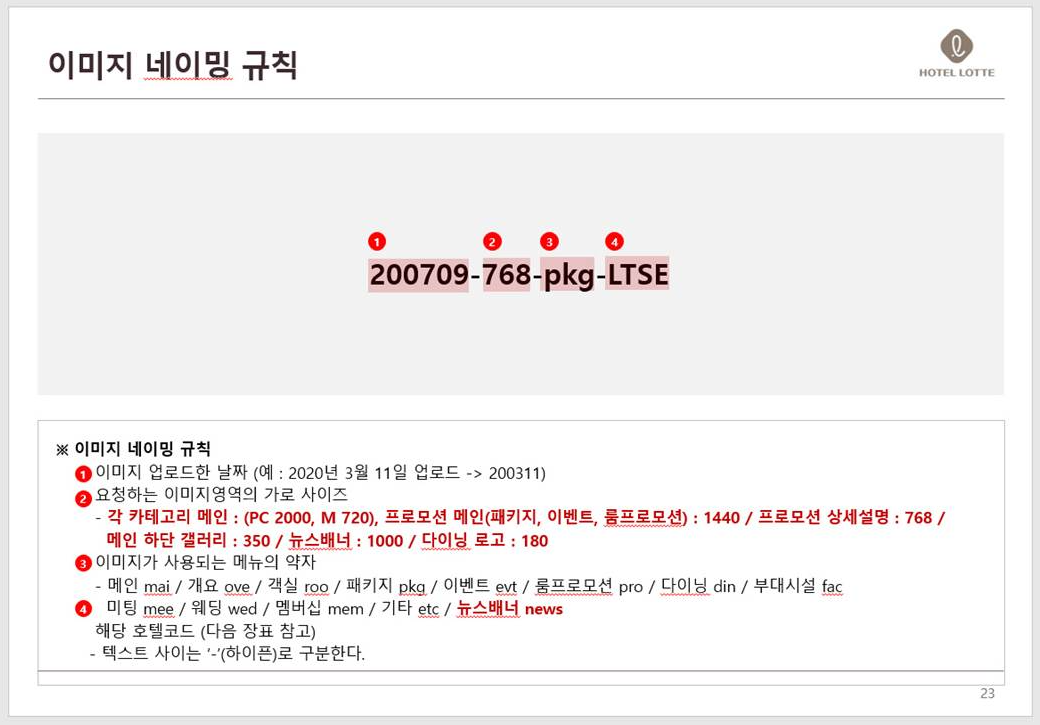 이미지 네이밍 규칙
HOTEL LOTTE
1 2 3 4
200709-768-pkg-LTSE
※ 이미지 네이밍 규칙
1 이미지 업로드한 날짜 (예 : 2020년 3월 11일 업로드 -> 200311)
2 요청하는 이미지영역의 가로 사이즈
- 각 카테고리 메인 : (PC 2000, M 720), 프로모션 메인(패키지, 이벤트, 룸프로모션) : 1440 / 프로모션 상세설명 : 768 /
메인 하단 갤러리 : 350 / 뉴스배너 : 1000 / 다이닝 로고 : 180
3 이미지가 사용되는 메뉴의 약자
- 메인 mai / 개요 ove / 객실 roo / 패키지 pkg / 이벤트 evt / 룸프로모션 pro / 다이닝 din / 부대시설 fac
4 미팅 mee / 웨딩 wed / 멤버십 mem / 기타 etc / 뉴스배너 news
해당 호텔코드 (다음 장표 참고)
- 텍스트 사이는 '-'(하이픈)로 구분한다.
23